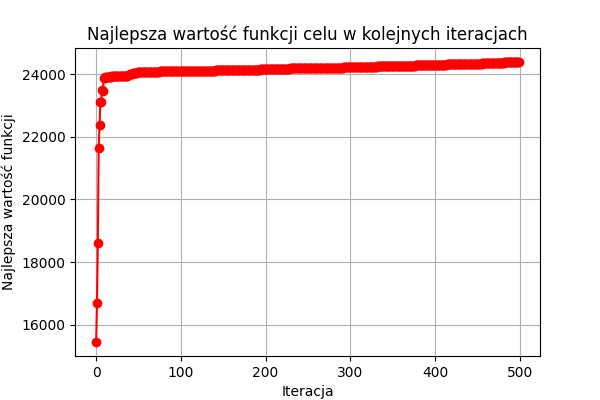 Najlepsza wartość funkcji celu w kolejnych iteracjach
Najlepsza wartość funkcji
24000
22000
20000
18000
16000
0 100 200 300 400 500
Iteracja